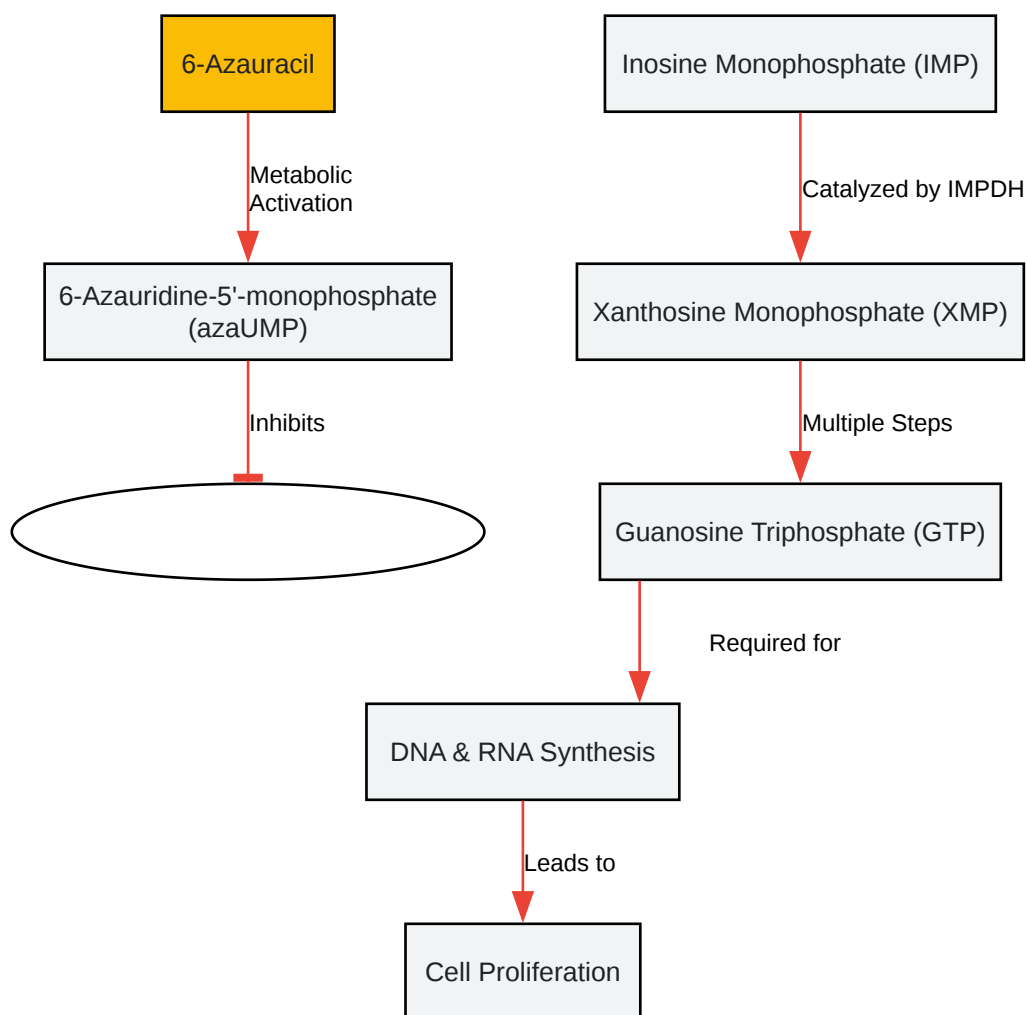 6-Azauracil
Metabolic
Activation
6-Azauridine-5'-monophosphate
(azaUMP)
Inhibits
Inosine Monophosphate (IMP)
Catalyzed by IMPDH
Xanthosine Monophosphate (XMP)
Multiple Steps
Guanosine Triphosphate (GTP)
Required for
DNA & RNA Synthesis
Leads to
Cell Proliferation